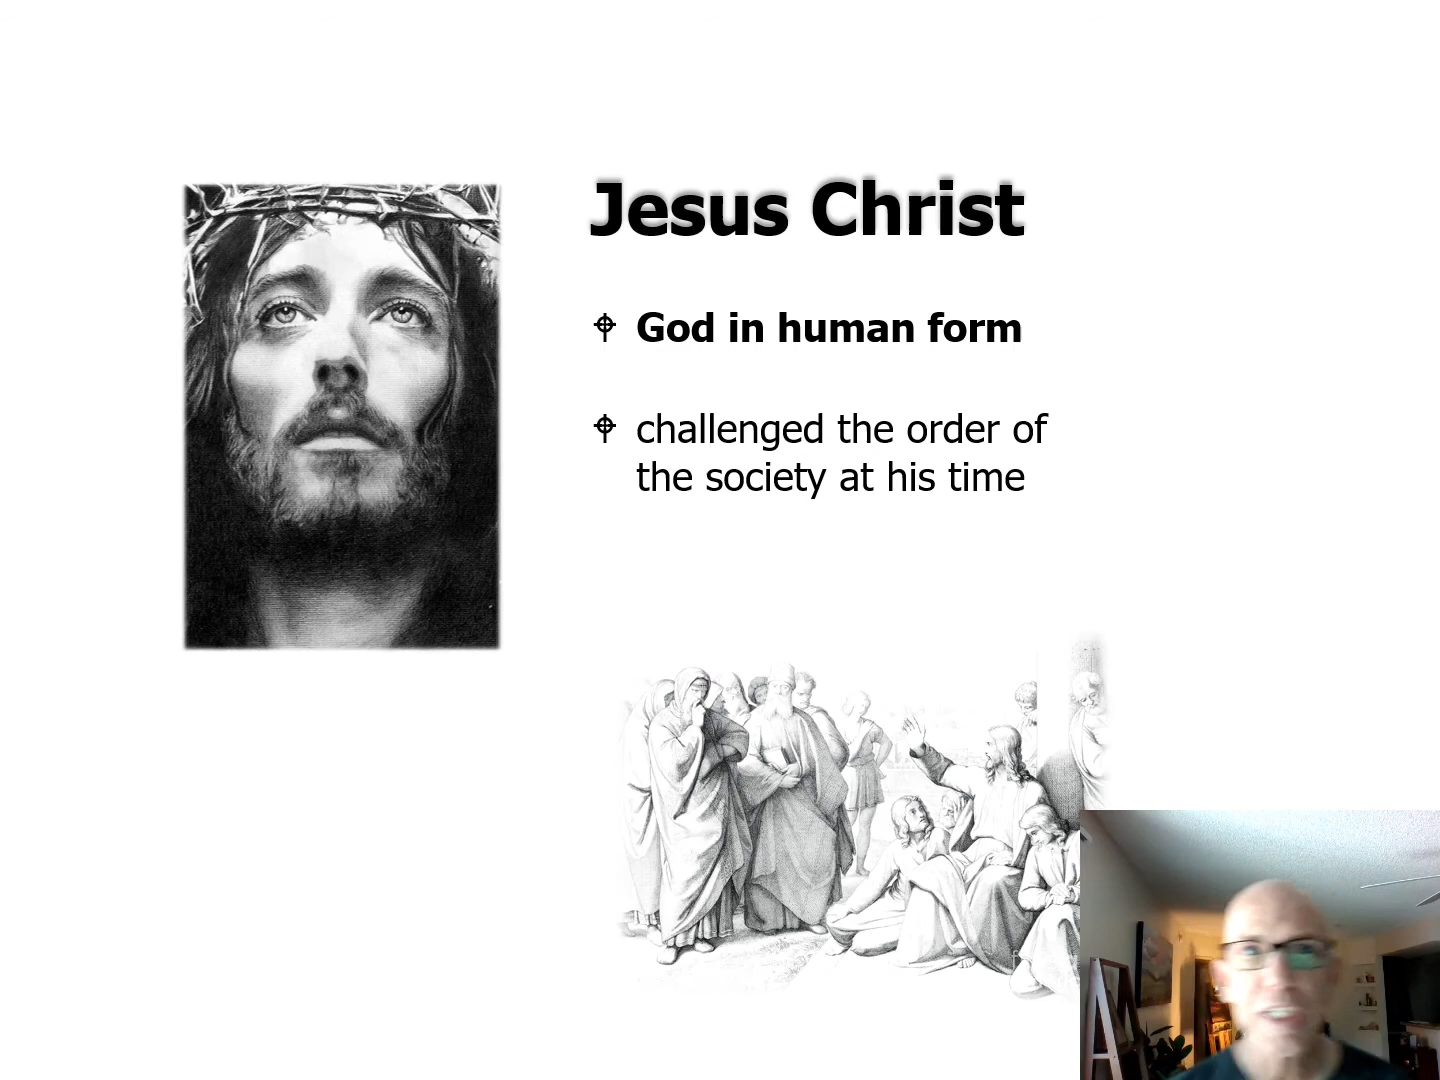 Jesus Christ
God in human form
challenged the order of
the society at his time